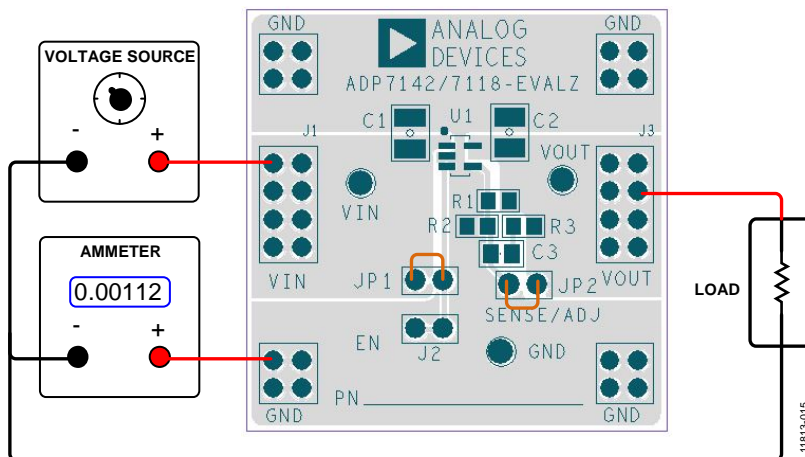 GND
GND
ANALOG
DEVICES
ADP7142/7118-EVALZ
VOLTAGE SOURCE
-
+
C1
U1
C2
J1
J3
VOUT
VIN
R1
R2
R3
C3
AMMETER
0.00112
-
+
VIN
JP1
JP2
VOUT
LOAD
SENSE/ADJ
EN
J2
GND
PN
GND
GND
11813-015